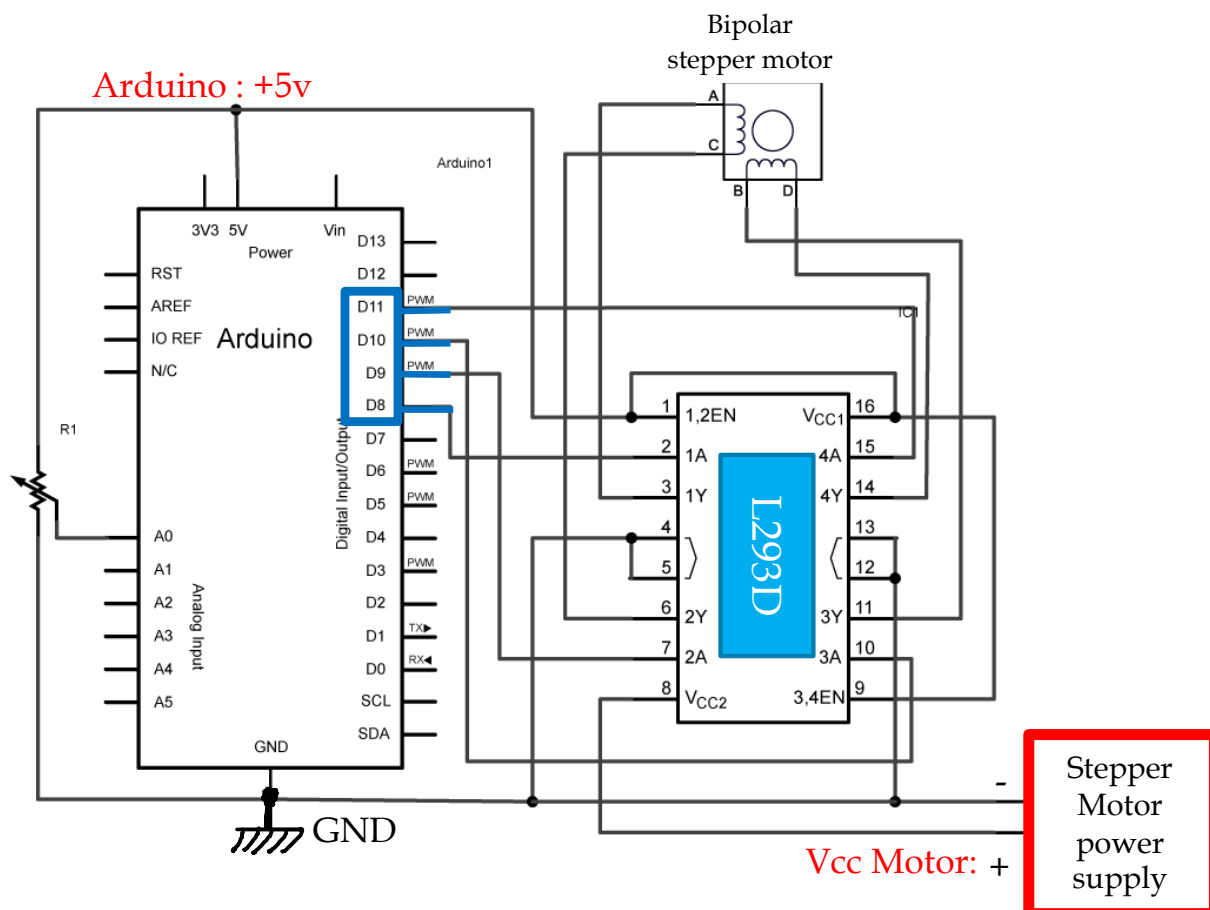 Bipolar
stepper motor
Arduino : +5v
A
C
B D
Arduino1
3V3 5V Vin
Power
D13
D12
D11 PWM
D10 PWM
D9 PWM
D8
D7
D6 PWM
D5 PWM
D4
D3 PWM
D2
D1 TX▶
D0 RX◀
SCL
SDA
RST
AREF
IO REF
N/C
Arduino
Digital Input/Output
R1
A0
A1
A2
A3
A4
A5
Analog Input
GND
GND
IC1
1 1,2EN VCC1 16
2 1A 4A 15
3 1Y 4Y 14
4 13
5 12
6 2Y 3Y 11
7 2A 3A 10
8 VCC2 3,4EN 9
L293D
-
Vcc Motor: +
Stepper
Motor
power
supply